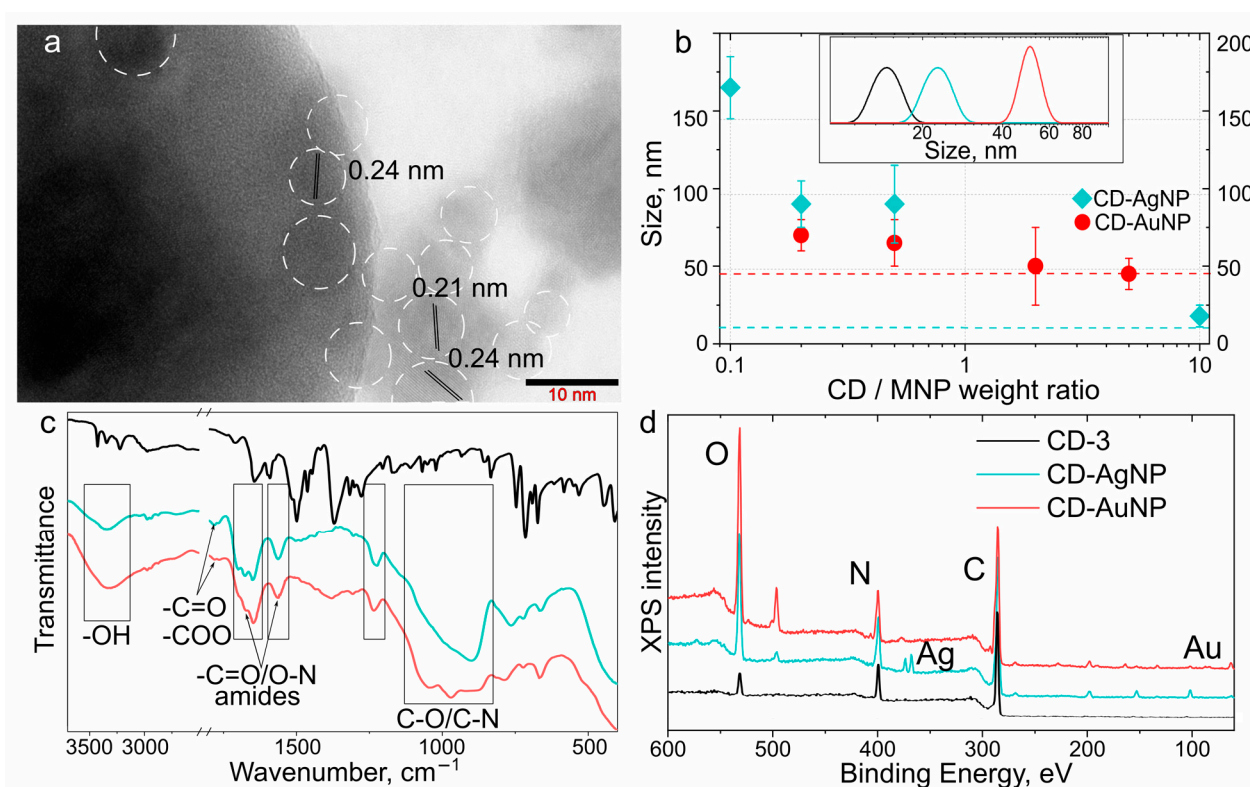 a
0.24 nm
0.21 nm
0.24 nm
10 nm
b
Size, nm
200
150
150
100
100
50
50
0
0
0.1
1
10
CD / MNP weight ratio
20
40
60
80
Size, nm
CD-AgNP
CD-AuNP
c
Transmittance
-OH
-C=O
-COO
-C=O/O-N
amides
C-O/C-N
3500
3000
1500
1000
500
Wavenumber, cm⁻¹
d
XPS intensity
O
N
C
Ag
Au
CD-3
CD-AgNP
CD-AuNP
600
500
400
300
200
100
Binding Energy, eV